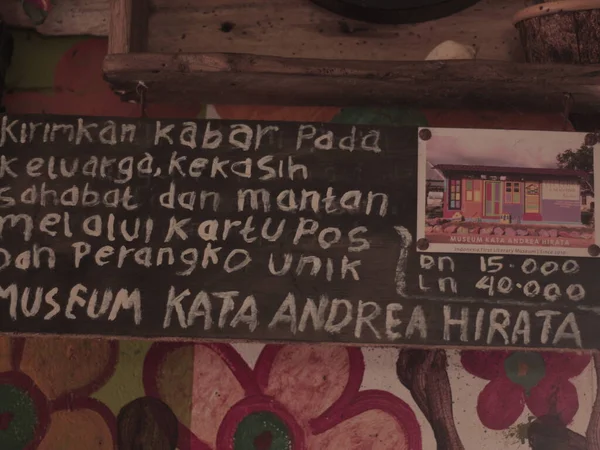 Kirimkan kabar pada
keluarga, kekasih
sahabat dan mantan
melalui kartu pos
dan Perangko unik
MUSEUM KATA ANDREA HIRATA
MUSEUM KATA ANDREA HIRATA
Dn 15.000
Ln 40.000